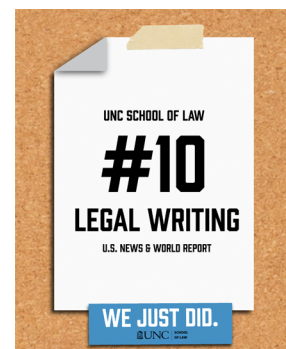 UNC SCHOOL OF LAW
#10
LEGAL WRITING
U.S. NEWS & WORLD REPORT
WE JUST DID.
UNC SCHOOL
OF LAW